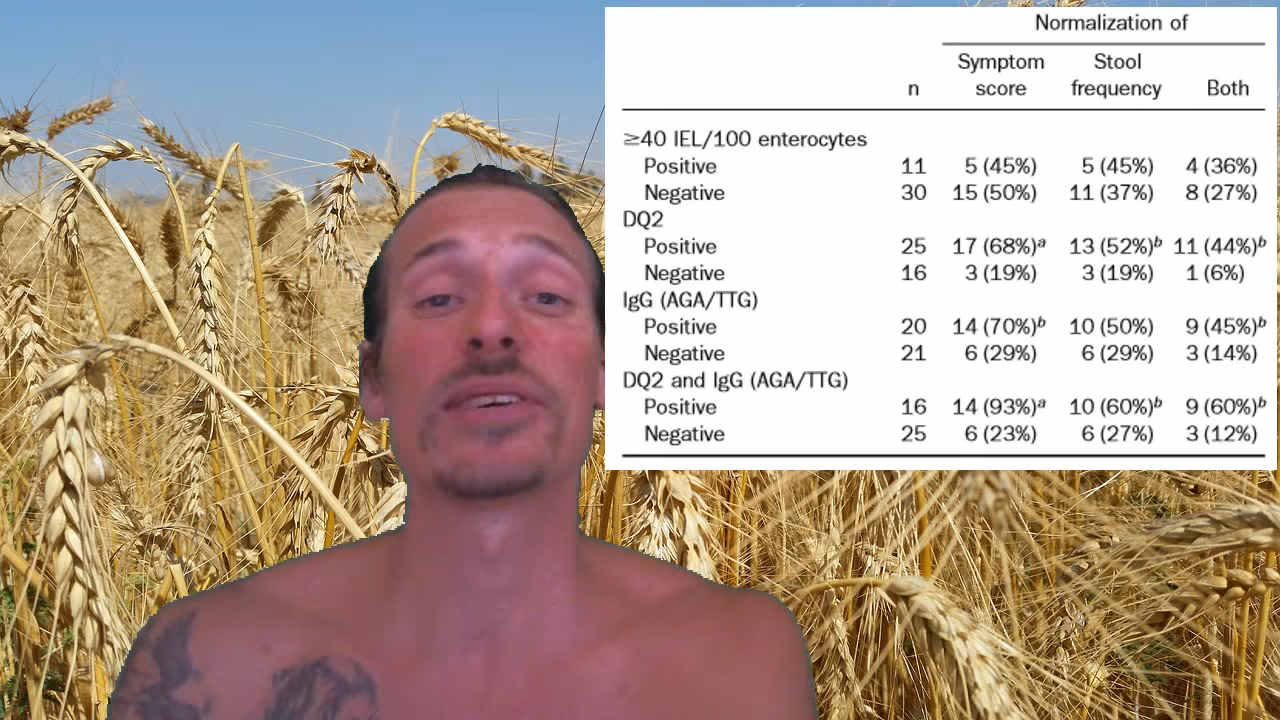 Normalization of
Symptom score Stool frequency Both
n
≥40 IEL/100 enterocytes
Positive 11 5 (45%) 5 (45%) 4 (36%)
Negative 30 15 (50%) 11 (37%) 8 (27%)
DQ2
Positive 25 17 (68%)a 13 (52%)b 11 (44%)b
Negative 16 3 (19%) 3 (19%) 1 (6%)
IgG (AGA/TTG)
Positive 20 14 (70%)b 10 (50%) 9 (45%)b
Negative 21 6 (29%) 6 (29%) 3 (14%)
DQ2 and IgG (AGA/TTG)
Positive 16 14 (93%)a 10 (60%)b 9 (60%)b
Negative 25 6 (23%) 6 (27%) 3 (12%)